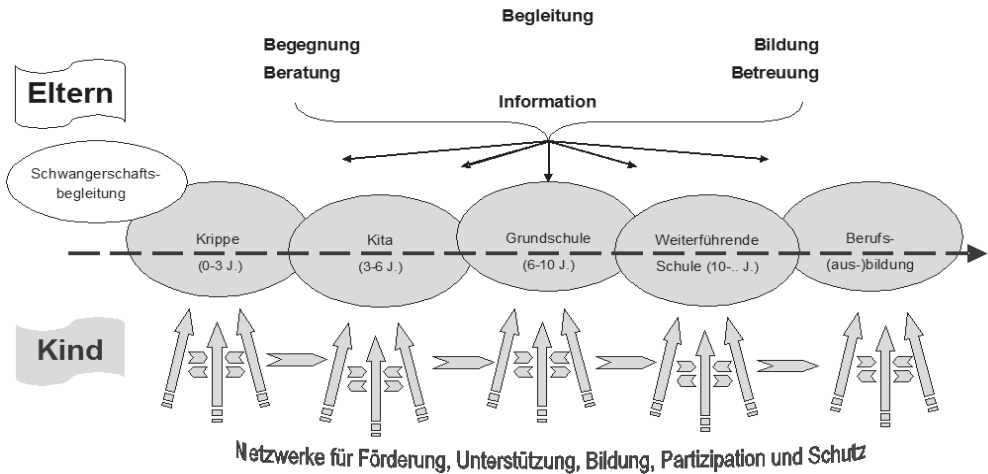 Begleitung
Begegnung
Bildung
Beratung
Betreuung
Eltern
Information
Schwangerschafts-
begleitung
Krippe
(0-3 J.)
Kita
(3-6 J.)
Grundschule
(6-10 J.)
Weiterführende
Schule (10-.. J.)
Berufs-
(aus-)bildung
Kind
Netzwerke für Förderung, Unterstützung, Bildung, Partizipation und Schutz